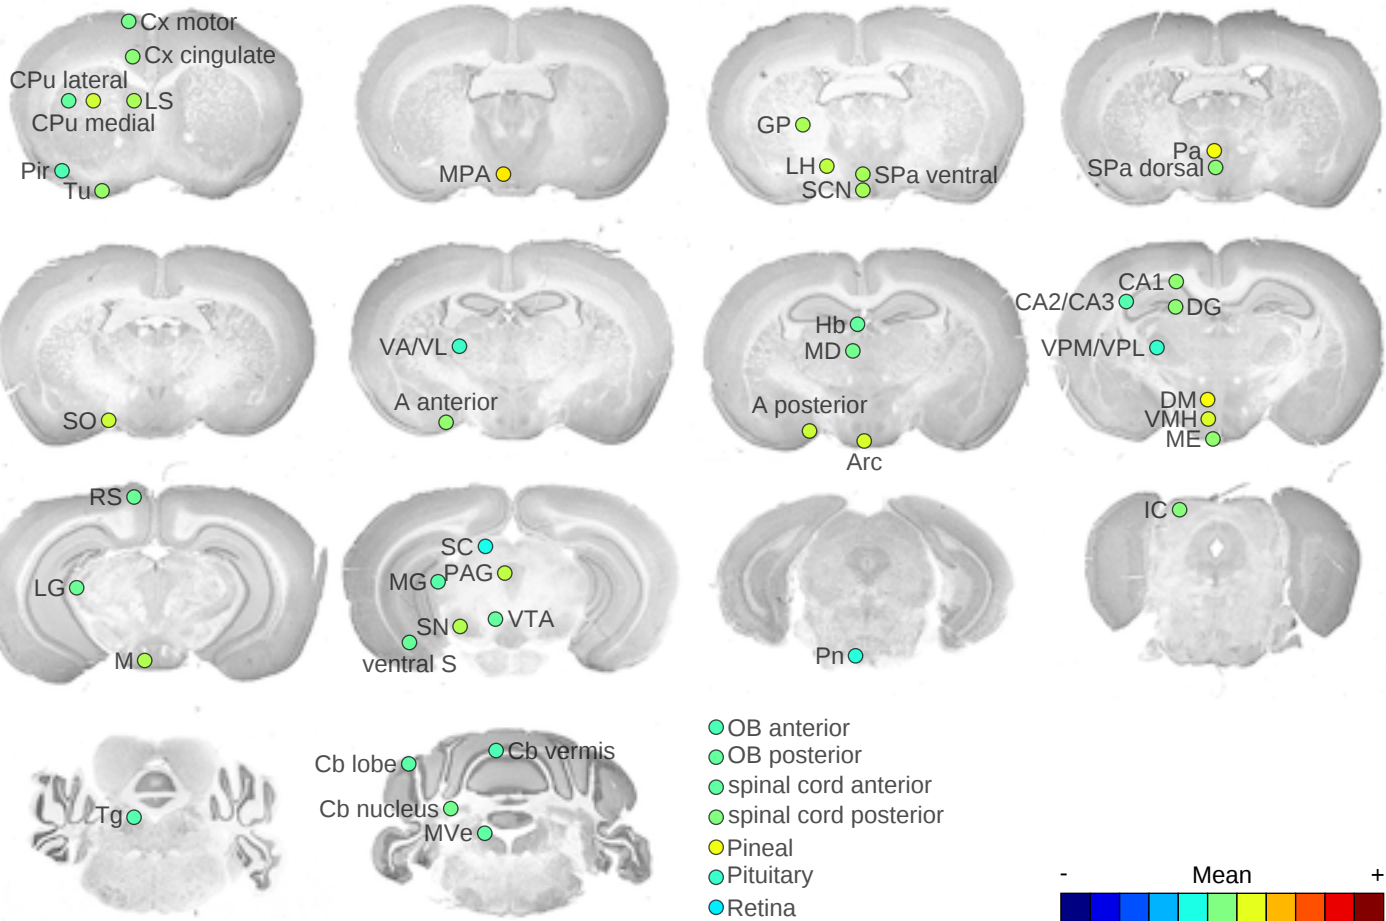 Cx motor
Cx cingulate
CPu lateral
LS
CPu medial
Pir
Tu
MPA
GP
LH
SPa ventral
SCN
Pa
SPa dorsal
SO
VA/VL
A anterior
Hb
MD
A posterior
Arc
CA1
CA2/CA3
DG
VPM/VPL
DM
VMH
ME
RS
LG
M
SC
MG
PAG
SN
VTA
ventral S
Pn
IC
Tg
Cb lobe
Cb vermis
Cb nucleus
MVe
OB anterior
OB posterior
spinal cord anterior
spinal cord posterior
Pineal
Pituitary
Retina
- Mean +